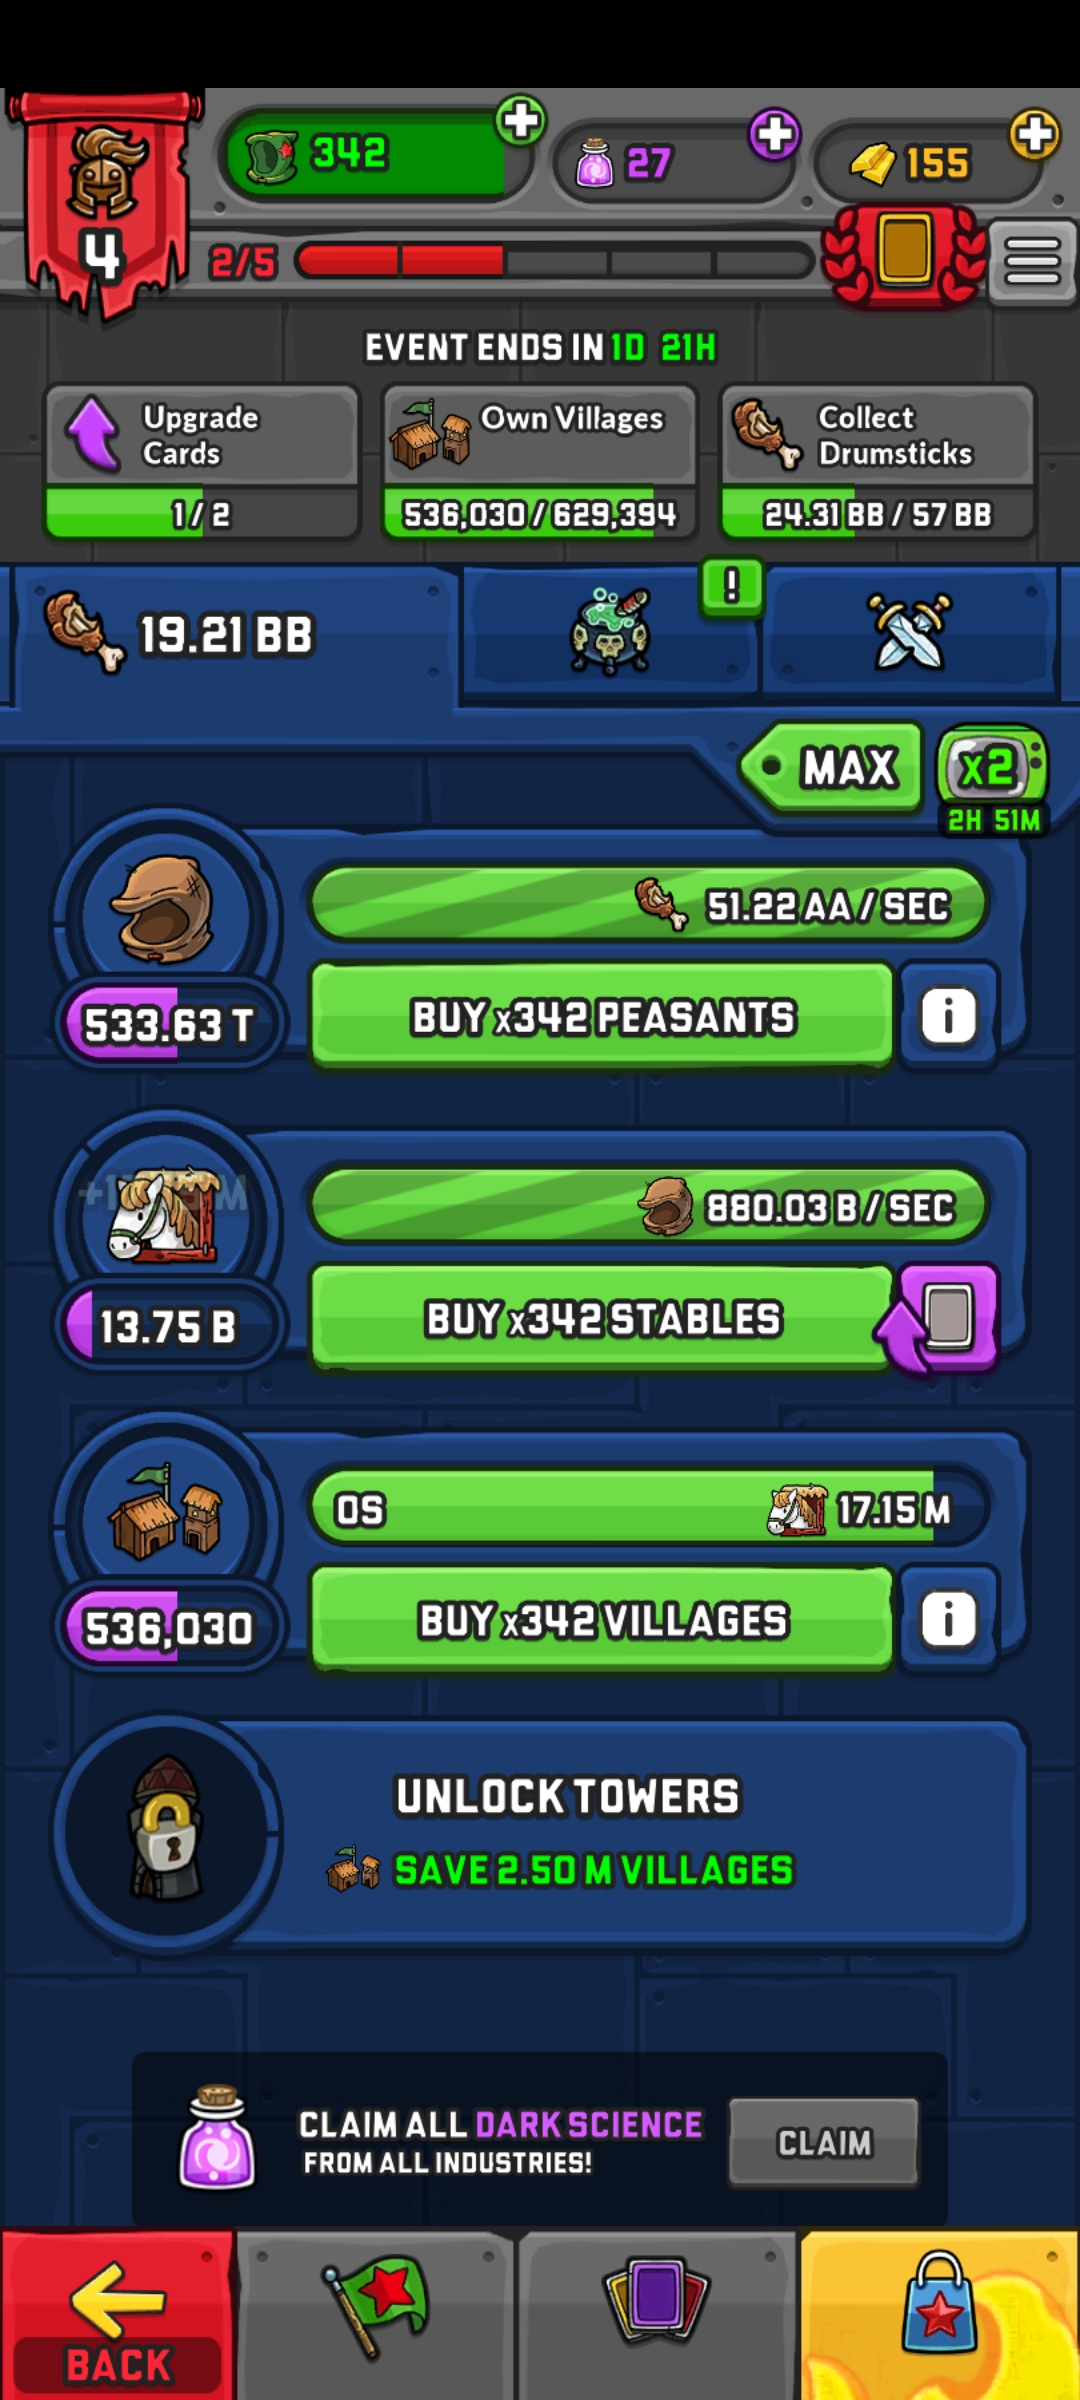 342
27
155
4
2/5
EVENT ENDS IN 1D 21H
Upgrade
Cards
1 / 2
Own Villages
536,030 / 629,394
Collect
Drumsticks
24.31 BB / 57 BB
19.21 BB
!
MAX
x2
2H 51M
51.22 AA / SEC
533.63 T
BUY x342 PEASANTS
i
880.03 B / SEC
13.75 B
BUY x342 STABLES
0S
17.15 M
536,030
BUY x342 VILLAGES
i
UNLOCK TOWERS
SAVE 2.50 M VILLAGES
CLAIM ALL DARK SCIENCE
FROM ALL INDUSTRIES!
CLAIM
BACK